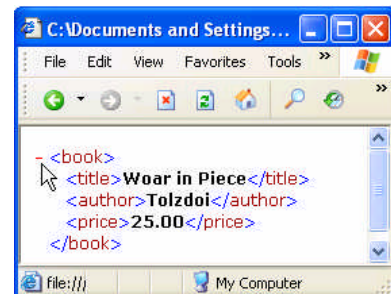 C:\Documents and Settings...
File Edit View Favorites Tools »
»
- <book>
<title>Woar in Piece</title>
<author>Tolzdoi</author>
<price>25.00</price>
</book>
file:/// My Computer